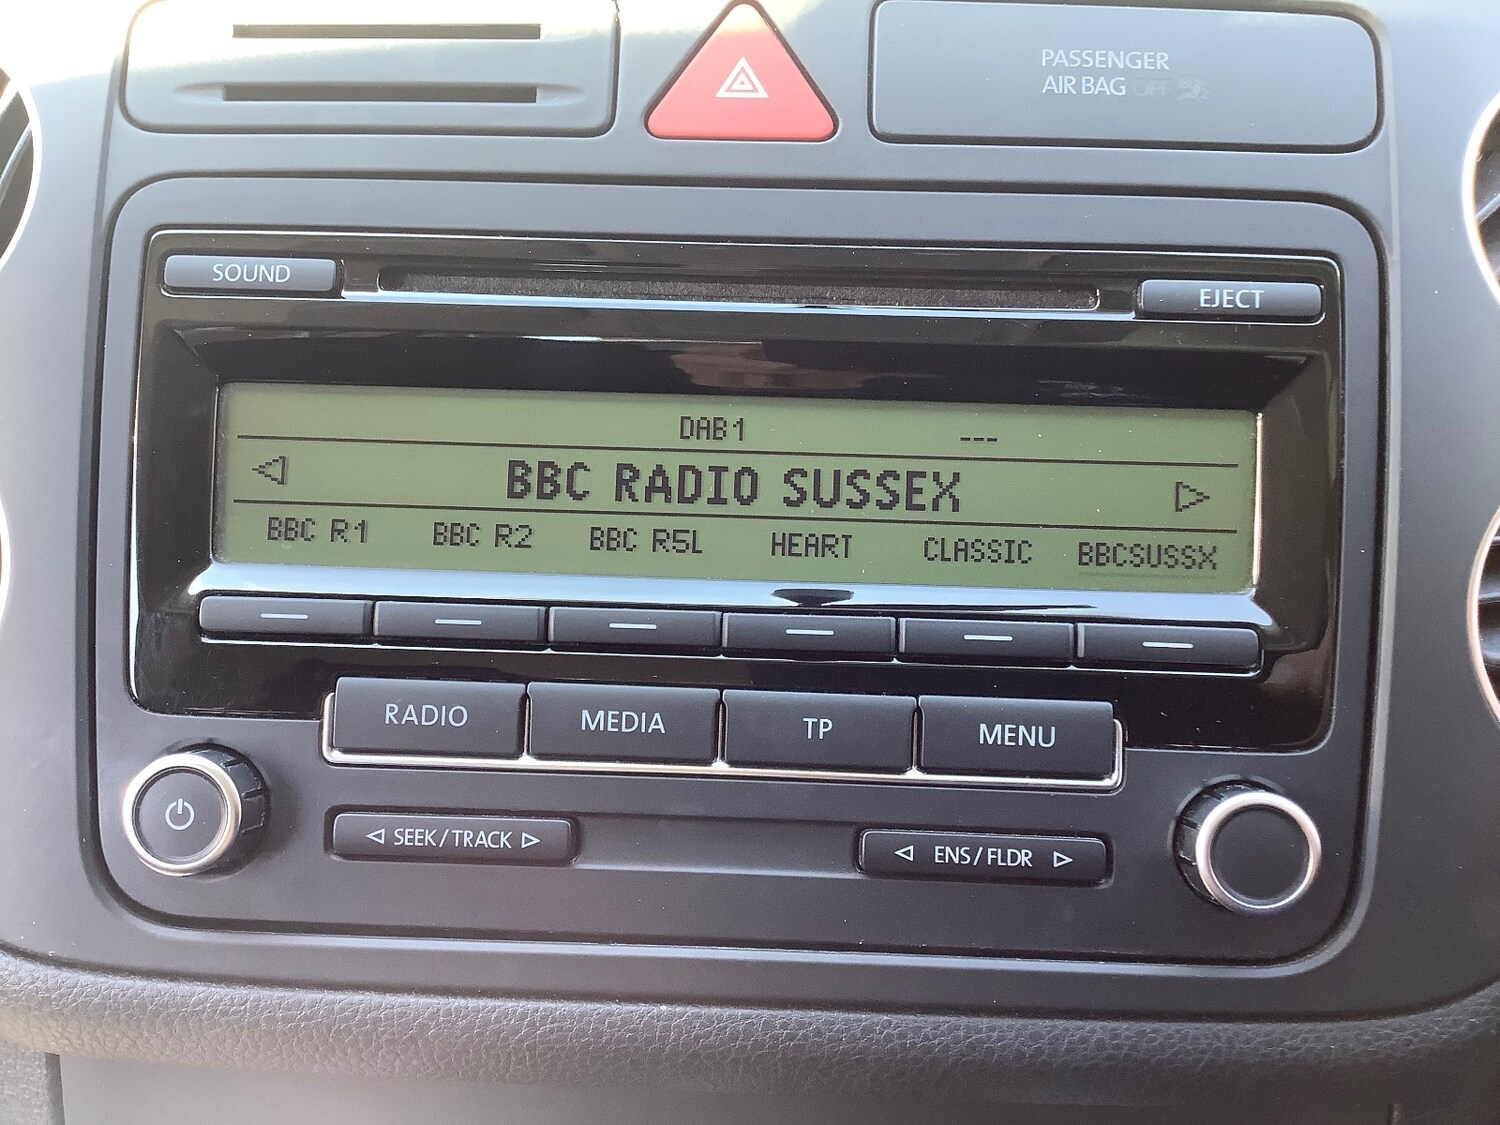 PASSENGER
AIR BAG OFF
SOUND
EJECT
DAB1 ---
BBC RADIO SUSSEX
BBC R1 BBC R2 BBC R5L HEART CLASSIC BBCSUSSX
RADIO MEDIA TP MENU
SEEK/TRACK
ENS/FLDR